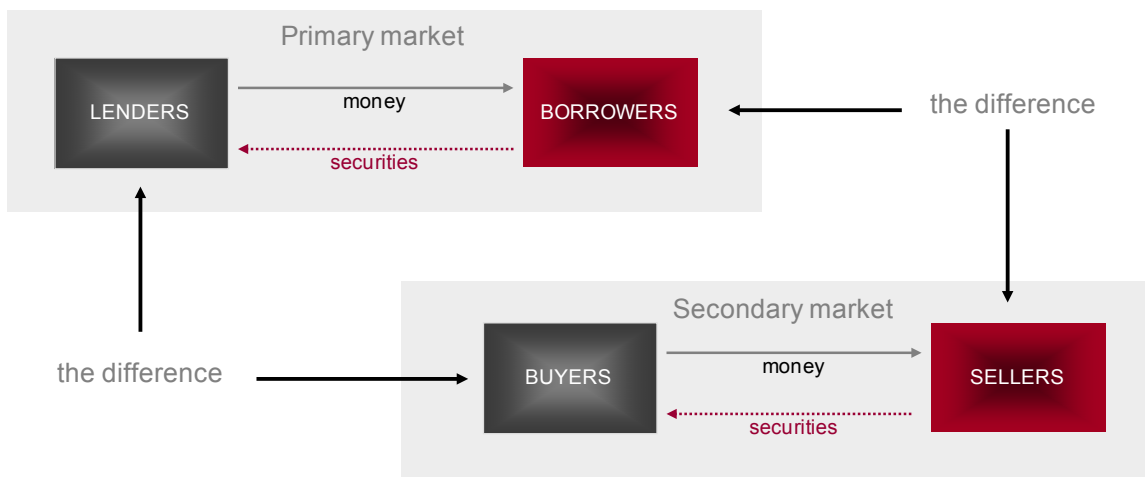 Primary market
LENDERS
money
BORROWERS
securities
the difference
Secondary market
the difference
BUYERS
money
SELLERS
securities